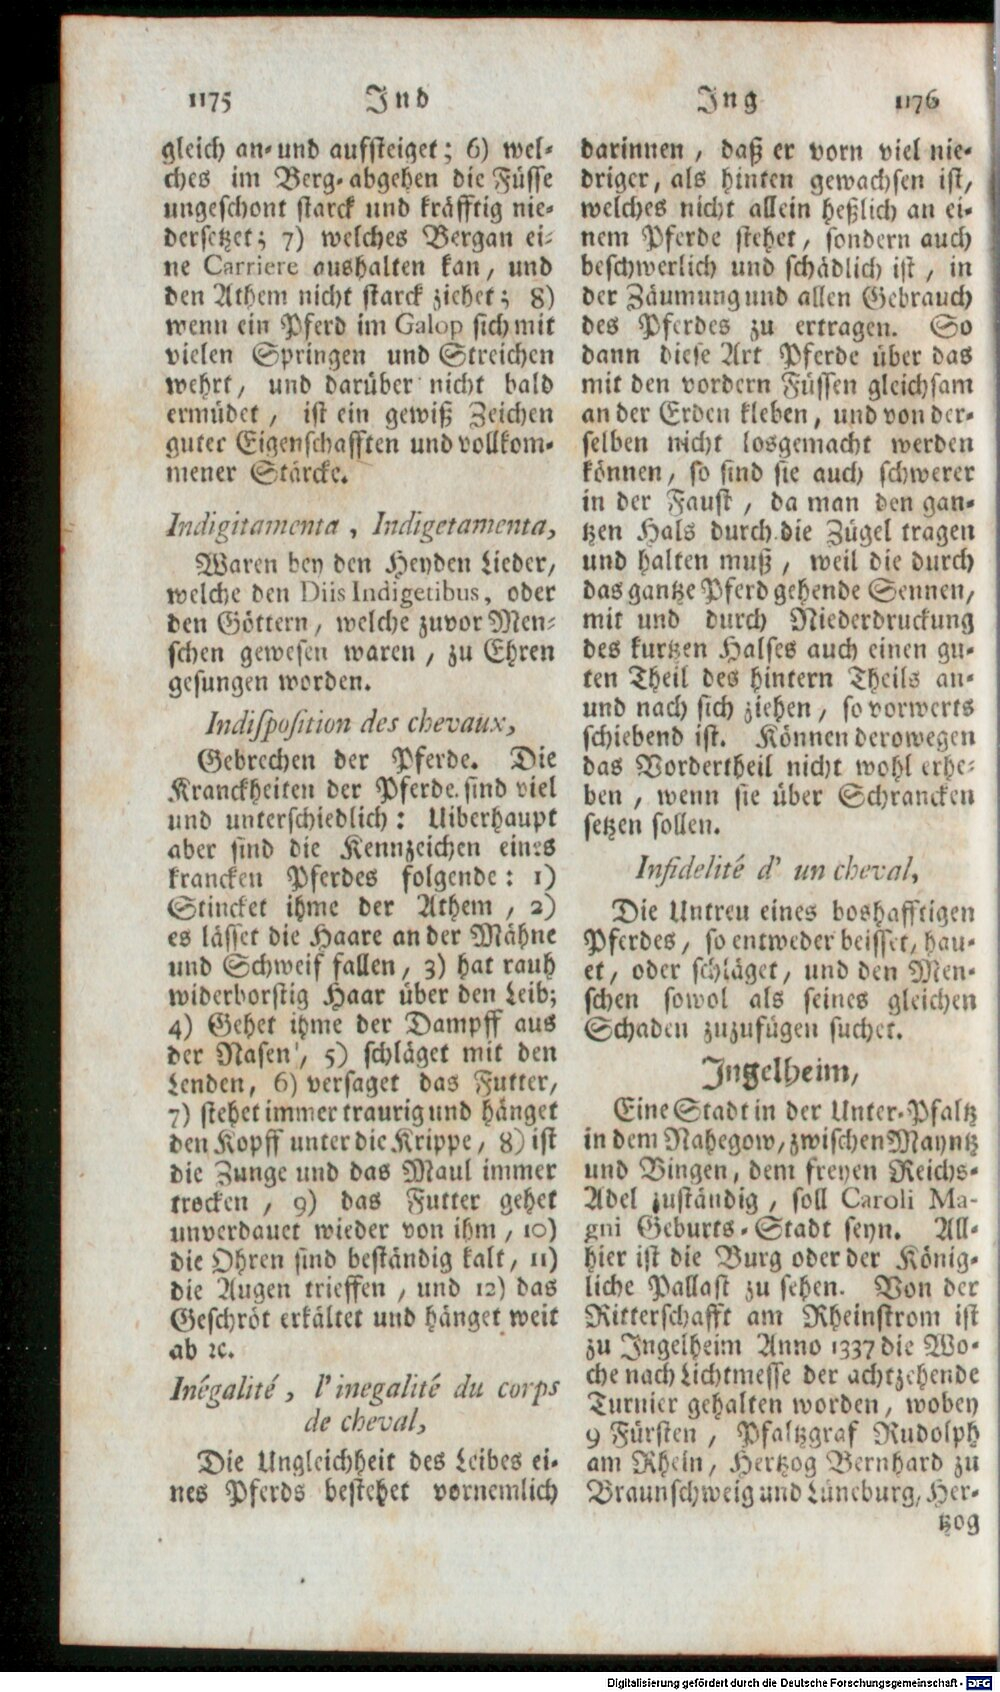 1175 Ind
gleich an-und aufsteiget; 6) wel-
ches im Berg-abgehen die Füsse
ungeschont starck und kräfftig nie-
dersetzet; 7) welches Bergan ei-
ne Carriere aushalten kan, und
den Athem nicht starck ziehet; 8)
wenn ein Pferd im Galop sich mit
vielen Springen und Streichen
wehrt, und darüber nicht bald
ermüdet, ist ein gewiß Zeichen
guter Eigenschafften und vollkom-
mener Stärcke.
Indigitamenta, Indigetamenta,
Waren bey den Heyden Lieder,
welche den Diis Indigetibus, oder
den Göttern, welche zuvor Men-
schen gewesen waren, zu Ehren
gesungen worden.
Indisposition des chevaux,
Gebrechen der Pferde. Die
Kranckheiten der Pferde sind viel
und unterschiedlich: Uiberhaupt
aber sind die Kennzeichen eines
krancken Pferdes folgende: 1)
Stincket ihme der Athem, 2)
es lässet die Haare an der Mähne
und Schweif fallen, 3) hat rauh
widerborstig Haar über den Leib;
4) Gehet ihme der Dampff aus
der Nasen, 5) schläget mit den
Lenden, 6) versaget das Futter,
7) stehet immer traurig und hänget
den Kopff unter die Krippe, 8) ist
die Zunge und das Maul immer
trocken, 9) das Futter gehet
unverdauet wieder von ihm, 10)
die Ohren sind beständig kalt, 11)
die Augen trieffen, und 12) das
Geschröt erkältet und hänget weit
ab ꝛc.
Inégalité, l'inegalité du corps
de cheval,
Die Ungleichheit des Leibes ei-
nes Pferds bestehet vornemlich
Ing 1176
darinnen, daß er vorn viel nie-
driger, als hinten gewachsen ist,
welches nicht allein heßlich an ei-
nem Pferde stehet, sondern auch
beschwerlich und schädlich ist, in
der Zäumung und allen Gebrauch
des Pferdes zu ertragen. So
dann diese Art Pferde über das
mit den vordern Füssen gleichsam
an der Erden kleben, und von der-
selben nicht losgemacht werden
können, so sind sie auch schwerer
in der Faust, da man den gan-
tzen Hals durch die Zügel tragen
und halten muß, weil die durch
das gantze Pferd gehende Sennen,
mit und durch Niederdruckung
des kurtzen Halses auch einen gu-
ten Theil des hintern Theils an-
und nach sich ziehen, so vorwerts
schiebend ist. Können derowegen
das Vordertheil nicht wohl erhe-
ben, wenn sie über Schrancken
setzen sollen.
Infidelité d' un cheval,
Die Untreu eines boshafftigen
Pferdes, so entweder beisset, hau-
et, oder schläget, und den Men-
schen sowol als seines gleichen
Schaden zuzufügen suchet.
Ingelheim,
Eine Stadt in der Unter-Pfaltz
in dem Nahegow, zwischen Mayntz
und Bingen, dem freyen Reichs-
Adel zuständig, soll Caroli Ma-
gni Geburts-Stadt seyn. All-
hier ist die Burg oder der König-
liche Pallast zu sehen. Von der
Ritterschafft am Rheinstrom ist
zu Ingelheim Anno 1337 die Wo-
che nach Lichtmesse der achtzehende
Turnier gehalten worden, wobey
9 Fürsten, Pfaltzgraf Rudolph
am Rhein, Hertzog Bernhard zu
Braunschweig und Lüneburg, Her-
tzog
Digitalisierung gefördert durch die Deutsche Forschungsgemeinschaft - DFG